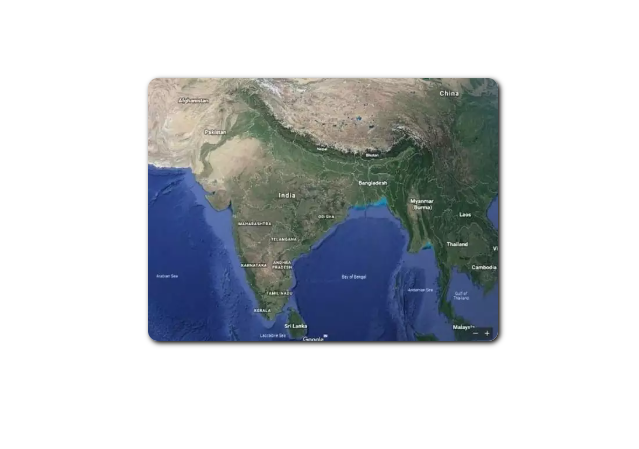 China
Afghanistan
Pakistan
Nepal
Bhutan
Bangladesh
India
Myanmar
(Burma)
Laos
ODISHA
MAHARASHTRA
TELANGANA
Thailand
Vi
KARNATAKA
ANDHRA
PRADESH
Cambodia
Arabian Sea
Bay of Bengal
Andaman Sea
Gulf of
Thailand
TAMIL NADU
KERALA
Sri Lanka
Malaysia
Laccadive Sea
Google